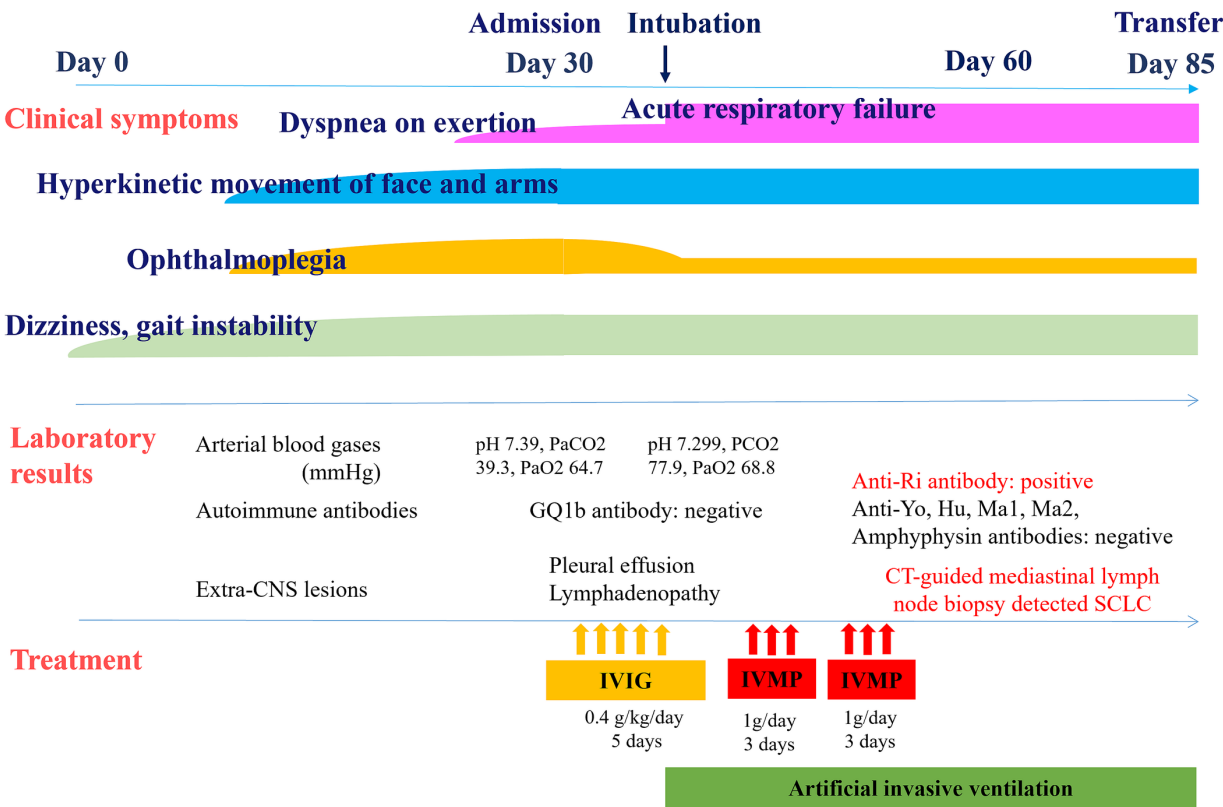 Admission Intubation Transfer
Day 0 Day 30 Day 60 Day 85
Clinical symptoms
Acute respiratory failure
Dyspnea on exertion
Hyperkinetic movement of face and arms
Ophthalmoplegia
Dizziness, gait instability
Laboratory
results
Arterial blood gases
(mmHg)
pH 7.39, PaCO2
39.3, PaO2 64.7
pH 7.299, PCO2
77.9, PaO2 68.8
Autoimmune antibodies
GQ1b antibody: negative
Anti-Ri antibody: positive
Anti-Yo, Hu, Ma1, Ma2,
Amphyphysin antibodies: negative
Extra-CNS lesions
Pleural effusion
Lymphadenopathy
CT-guided mediastinal lymph
node biopsy detected SCLC
Treatment
IVIG
0.4 g/kg/day
5 days
IVMP
1g/day
3 days
IVMP
1g/day
3 days
Artificial invasive ventilation